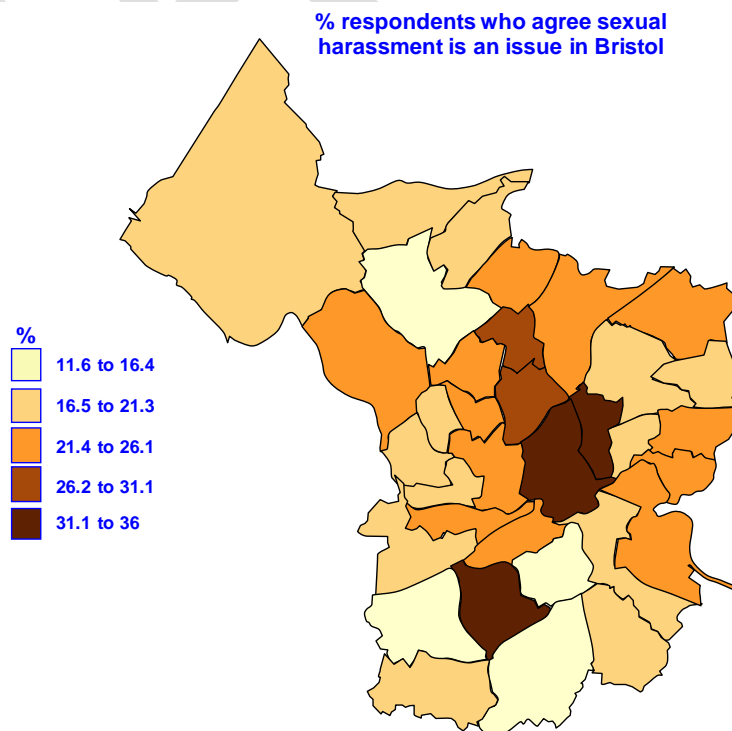 % respondents who agree sexual
harassment is an issue in Bristol
%
11.6 to 16.4
16.5 to 21.3
21.4 to 26.1
26.2 to 31.1
31.1 to 36